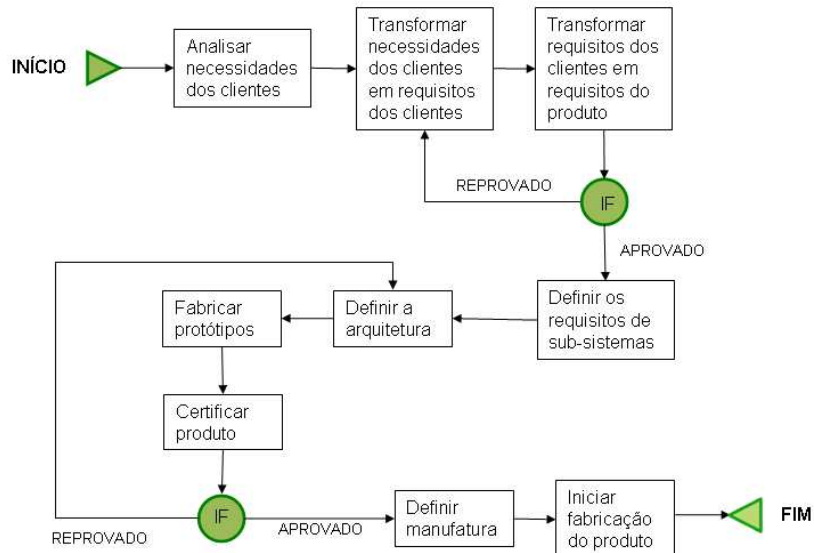 INÍCIO
Analisar
necessidades
dos clientes
Transformar
necessidades
dos clientes
em requisitos
dos clientes
Transformar
requisitos dos
clientes em
requisitos do
produto
REPROVADO
IF
APROVADO
Definir os
requisitos de
sub-sistemas
Definir a
arquitetura
Fabricar
protótipos
Certificar
produto
IF
REPROVADO
APROVADO
Definir
manufatura
Iniciar
fabricação
do produto
FIM